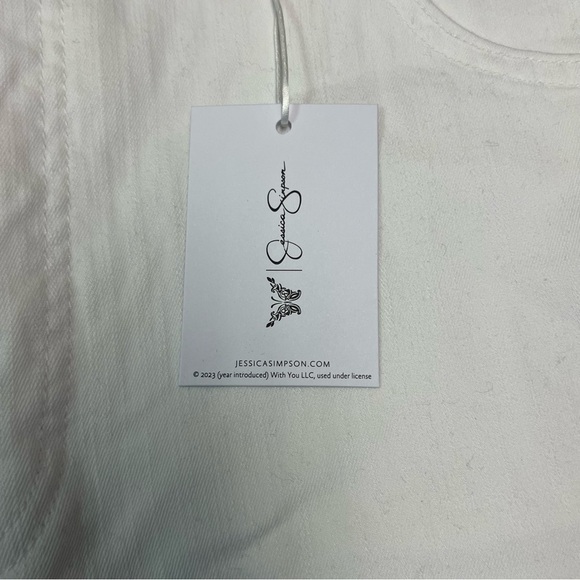 Jessica Simpson
JESSICASIMPSON.COM
© 2023 (year introduced) With You LLC, used under license